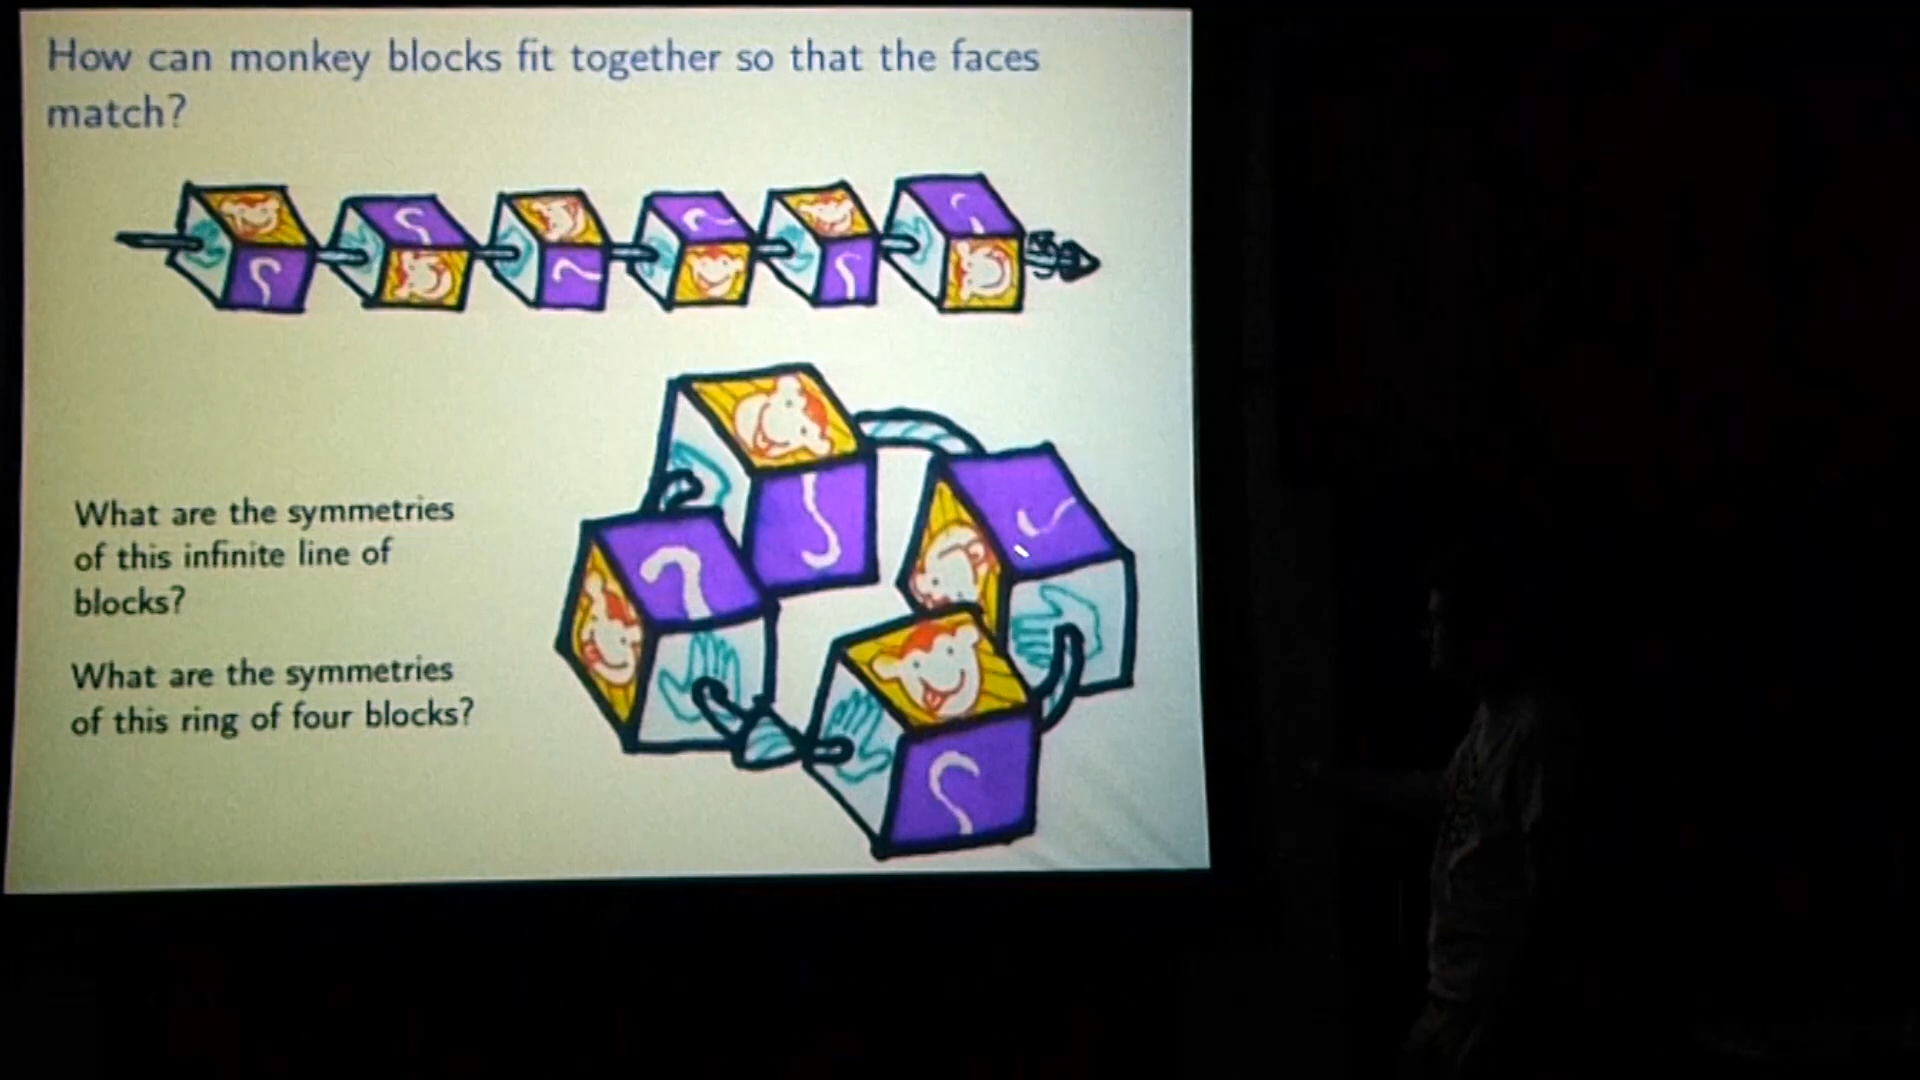 How can monkey blocks fit together so that the faces
match?
What are the symmetries
of this infinite line of
blocks?
What are the symmetries
of this ring of four blocks?